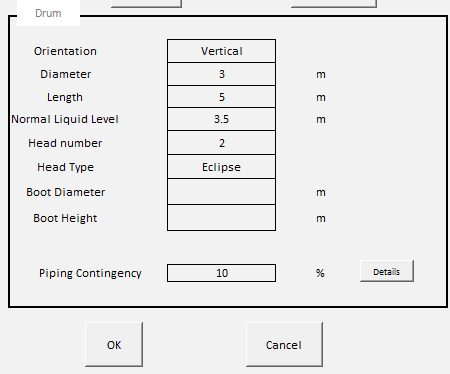 Drum
Orientation Vertical
Diameter 3 m
Length 5 m
Normal Liquid Level 3.5 m
Head number 2
Head Type Eclipse
Boot Diameter m
Boot Height m
Piping Contingency 10 % Details
OK Cancel